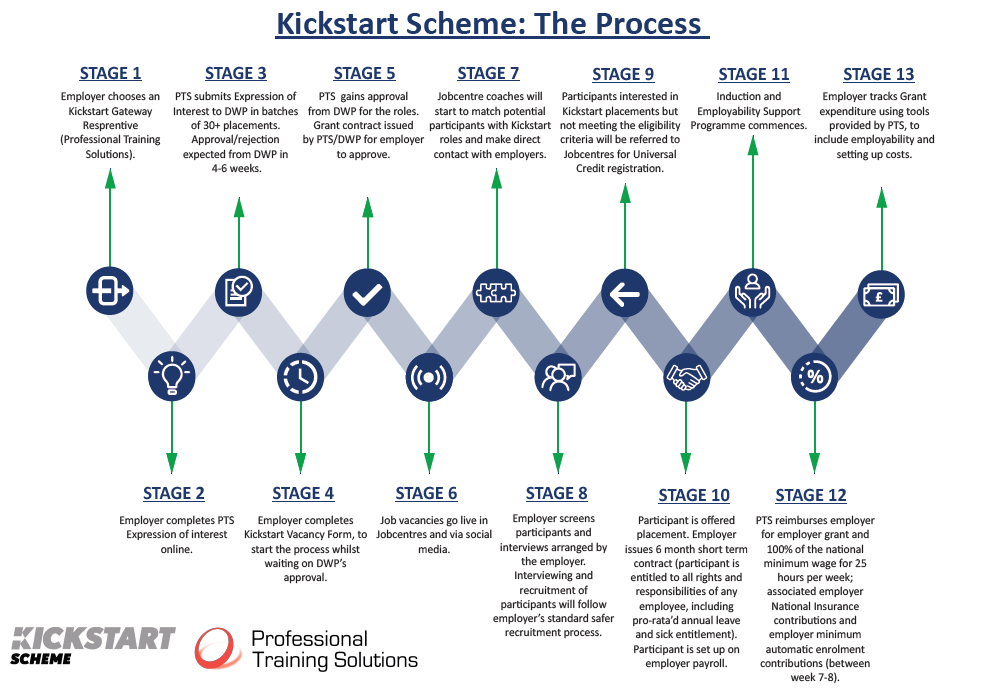 Kickstart Scheme: The Process
STAGE 1
Employer chooses an
Kickstart Gateway
Resprentive
(Professional Training
Solutions).
STAGE 3
PTS submits Expression of
Interest to DWP in batches
of 30+ placements.
Approval/rejection
expected from DWP in
4-6 weeks.
STAGE 5
PTS gains approval
from DWP for the roles.
Grant contract issued
by PTS/DWP for employer
to approve.
STAGE 7
Jobcentre coaches will
start to match potential
participants with Kickstart
roles and make direct
contact with employers.
STAGE 9
Participants interested in
Kickstart placements but
not meeting the eligibility
criteria will be referred to
Jobcentres for Universal
Credit registration.
STAGE 11
Induction and
Employability Support
Programme commences.
STAGE 13
Employer tracks Grant
expenditure using tools
provided by PTS, to
include employability and
setting up costs.
£
%
STAGE 2
Employer completes PTS
Expression of interest
online.
STAGE 4
Employer completes
Kickstart Vacancy Form, to
start the process whilst
waiting on DWP's
approval.
STAGE 6
Job vacancies go live in
Jobcentres and via social
media.
STAGE 8
Employer screens
participants and
interviews arranged by
the employer.
Interviewing and
recruitment of
participants will follow
employer's standard safer
recruitment process.
STAGE 10
Participant is offered
placement. Employer
issues 6 month short term
contract (participant is
entitled to all rights and
responsibilities of any
employee, including
pro-rata'd annual leave
and sick entitlement).
Participant is set up on
employer payroll.
STAGE 12
PTS reimburses employer
for employer grant and
100% of the national
minimum wage for 25
hours per week;
associated employer
National Insurance
contributions and
employer minimum
automatic enrolment
contributions (between
week 7-8).
KICKSTART
SCHEME
Professional
Training Solutions